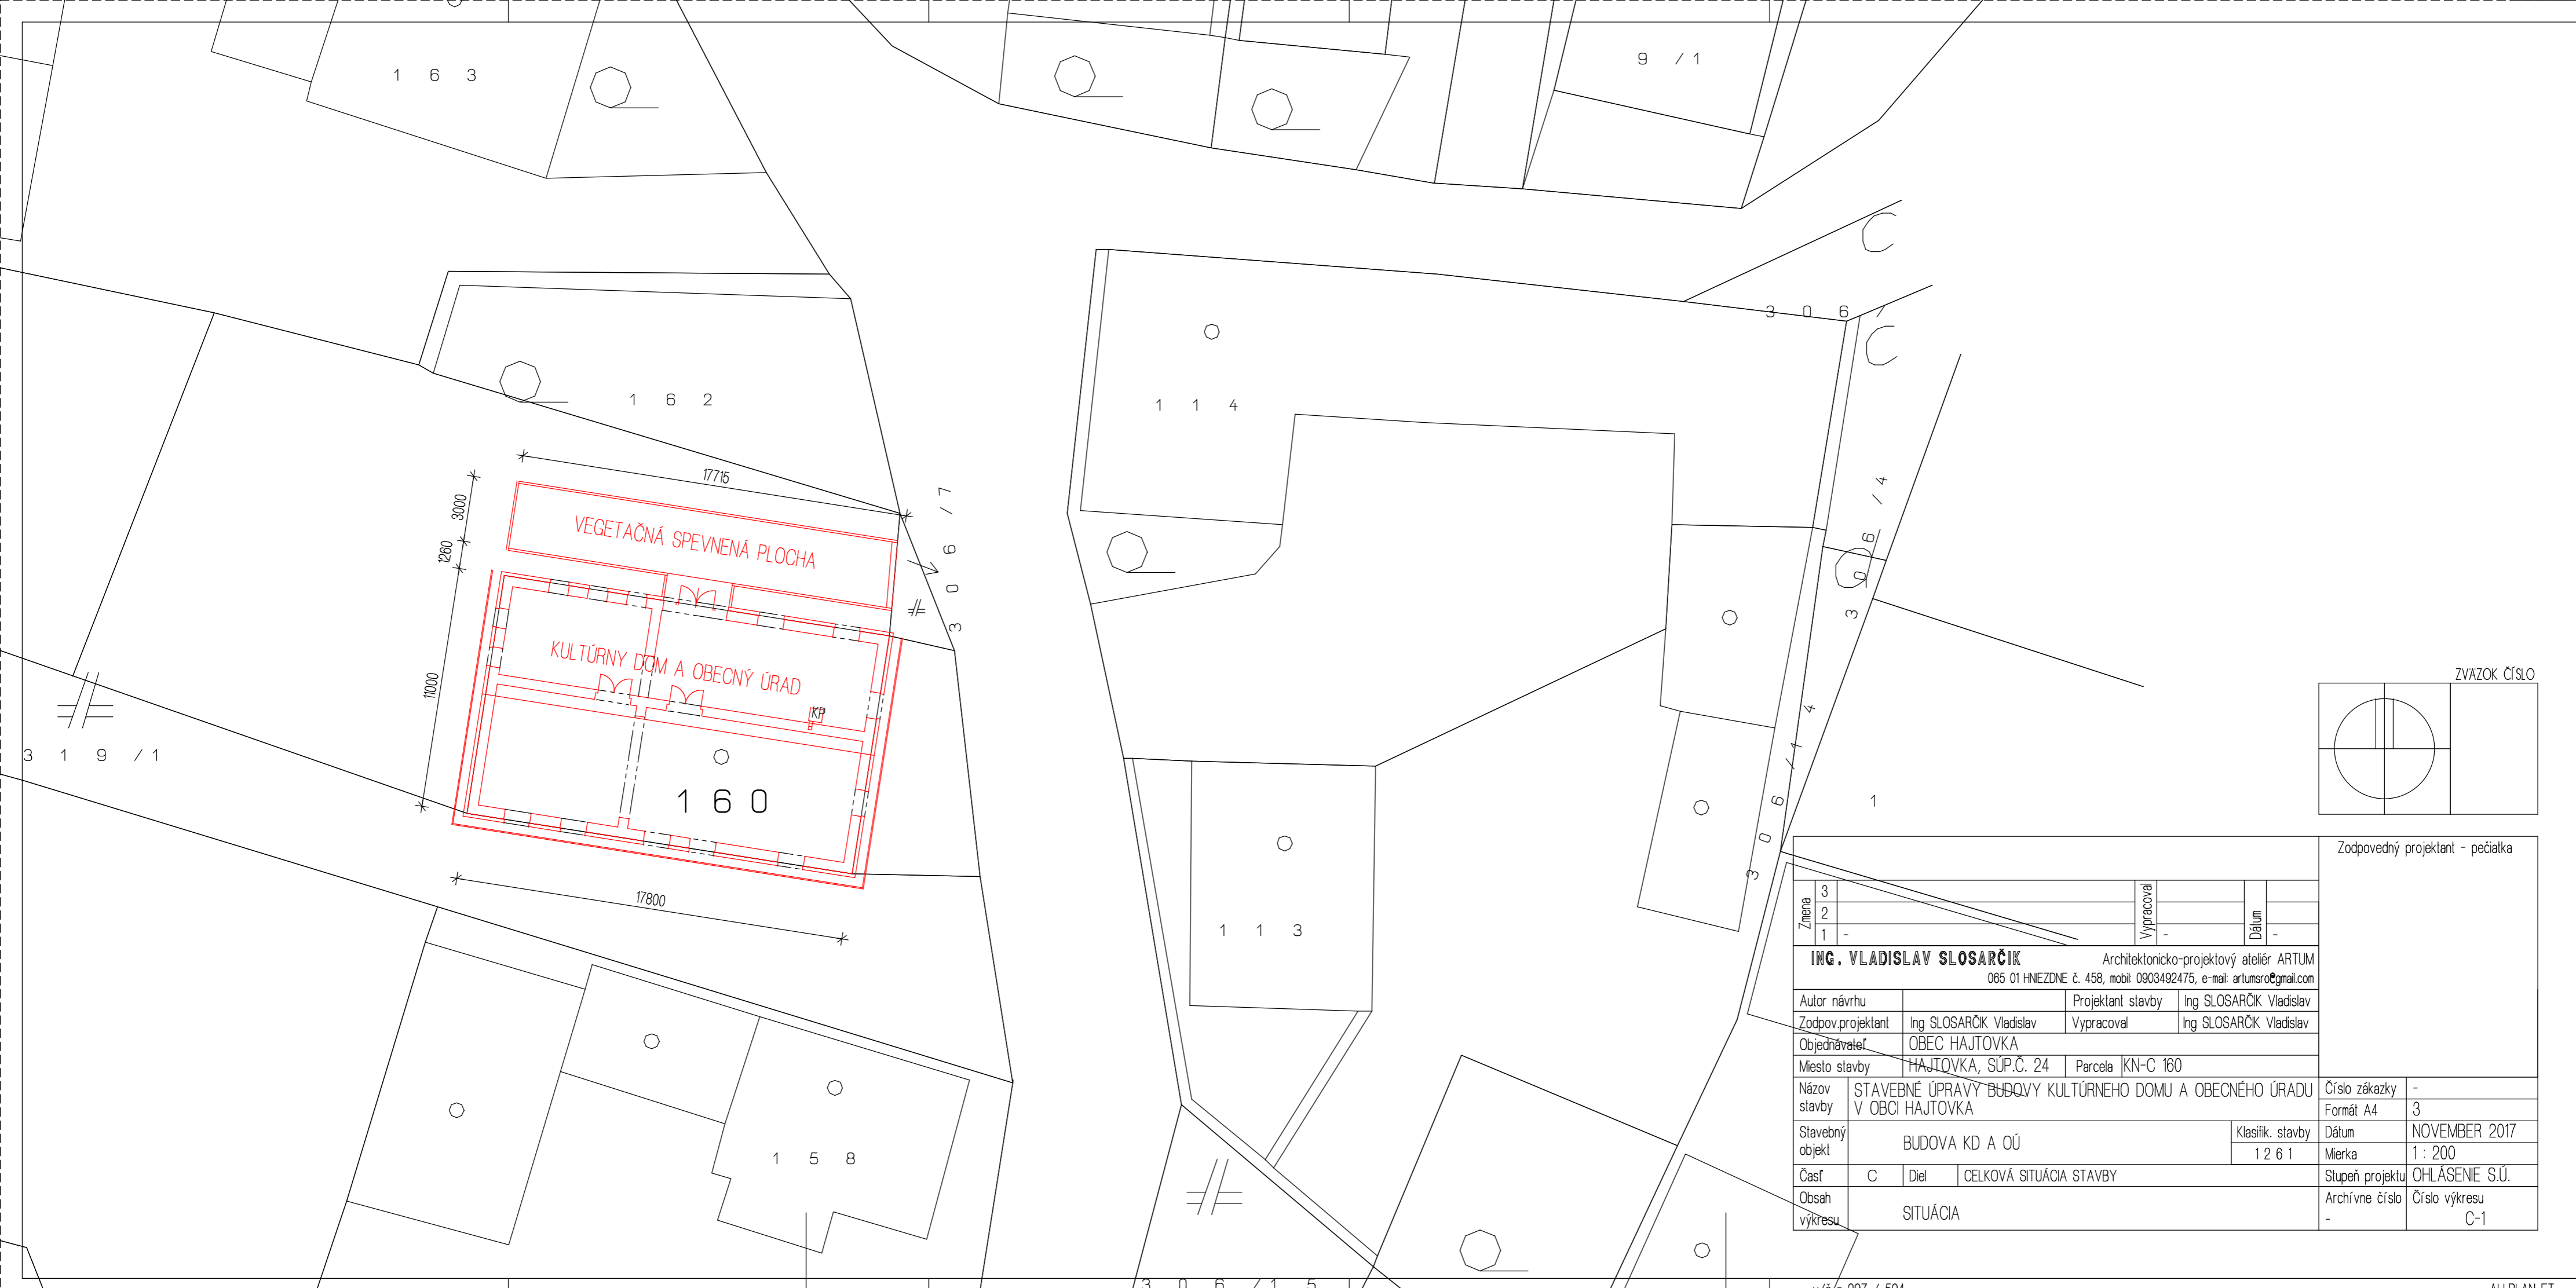 1 6 3
9 / 1
3 0 6 /
1 6 2
1 1 4
17715
3000
1260
11000
VEGETAČNÁ SPEVNENÁ PLOCHA
3 0 6 / 7
3 0 6 / 4
KULTÚRNY DOM A OBECNÝ ÚRAD
KP
1 6 0
17800
3 1 9 / 1
3 0 6 / 1 4
1
1 1 3
1 5 8
3 0 6 / 1 5
ZVÄZOK ČÍSLO
Zodpovedný projektant - pečiatka
Zmena
3
2
1 -
Vypracoval
-
Dátum
-
ING. VLADISLAV SLOSARČIK
Architektonicko-projektový ateliér ARTUM
065 01 HNIEZDNE č. 458, mobil: 0903492475, e-mail: artumsro@gmail.com
Autor návrhu
Projektant stavby Ing SLOSARČIK Vladislav
Zodpov.projektant Ing SLOSARČIK Vladislav Vypracoval Ing SLOSARČIK Vladislav
Objednávateľ OBEC HAJTOVKA
Miesto stavby HAJTOVKA, SÚP.Č. 24 Parcela KN-C 160
Názov stavby
STAVEBNÉ ÚPRAVY BUDOVY KULTÚRNEHO DOMU A OBECNÉHO ÚRADU
V OBCI HAJTOVKA
Číslo zákazky -
Formát A4 3
Stavebný objekt
BUDOVA KD A OÚ
Klasifik. stavby
1 2 6 1
Dátum NOVEMBER 2017
Mierka 1 : 200
Časť C Diel CELKOVÁ SITUÁCIA STAVBY
Stupeň projektu OHLÁSENIE S.Ú.
Obsah výkresu
SITUÁCIA
Archívne číslo
-
Číslo výkresu
C-1